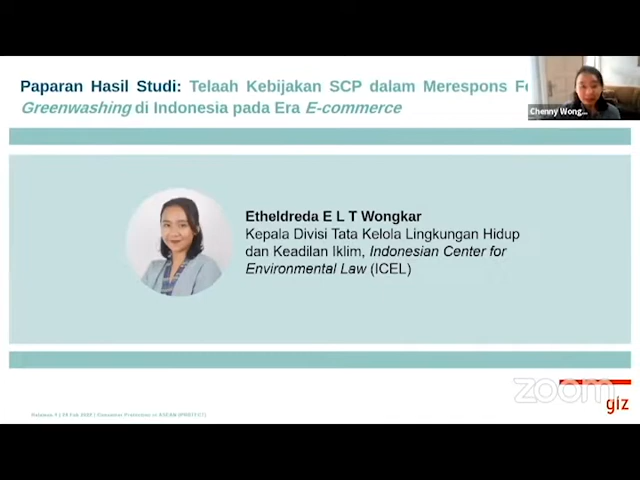 Paparan Hasil Studi: Telaah Kebijakan SCP dalam Merespons
Greenwashing di Indonesia pada Era E-commerce
Chenny Wong...
Etheldreda E L T Wongkar
Kepala Divisi Tata Kelola Lingkungan Hidup
dan Keadilan Iklim, Indonesian Center for
Environmental Law (ICEL)
zoom
giz